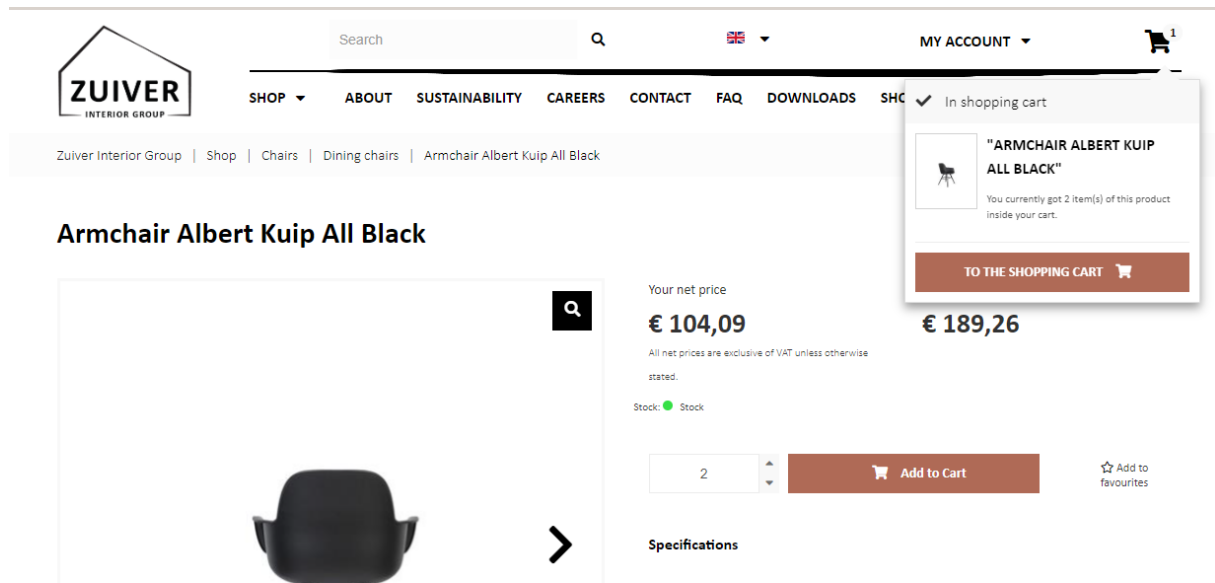 Search
MY ACCOUNT
1
ZUIVER
INTERIOR GROUP
SHOP ABOUT SUSTAINABILITY CAREERS CONTACT FAQ DOWNLOADS
In shopping cart
Zuiver Interior Group | Shop | Chairs | Dining chairs | Armchair Albert Kuip All Black
"ARMCHAIR ALBERT KUIP
ALL BLACK"
You currently got 2 item(s) of this product
inside your cart.
TO THE SHOPPING CART
Armchair Albert Kuip All Black
Your net price
€ 104,09
€ 189,26
All net prices are exclusive of VAT unless otherwise
stated.
Stock: Stock
2
Add to Cart
Add to
favourites
Specifications